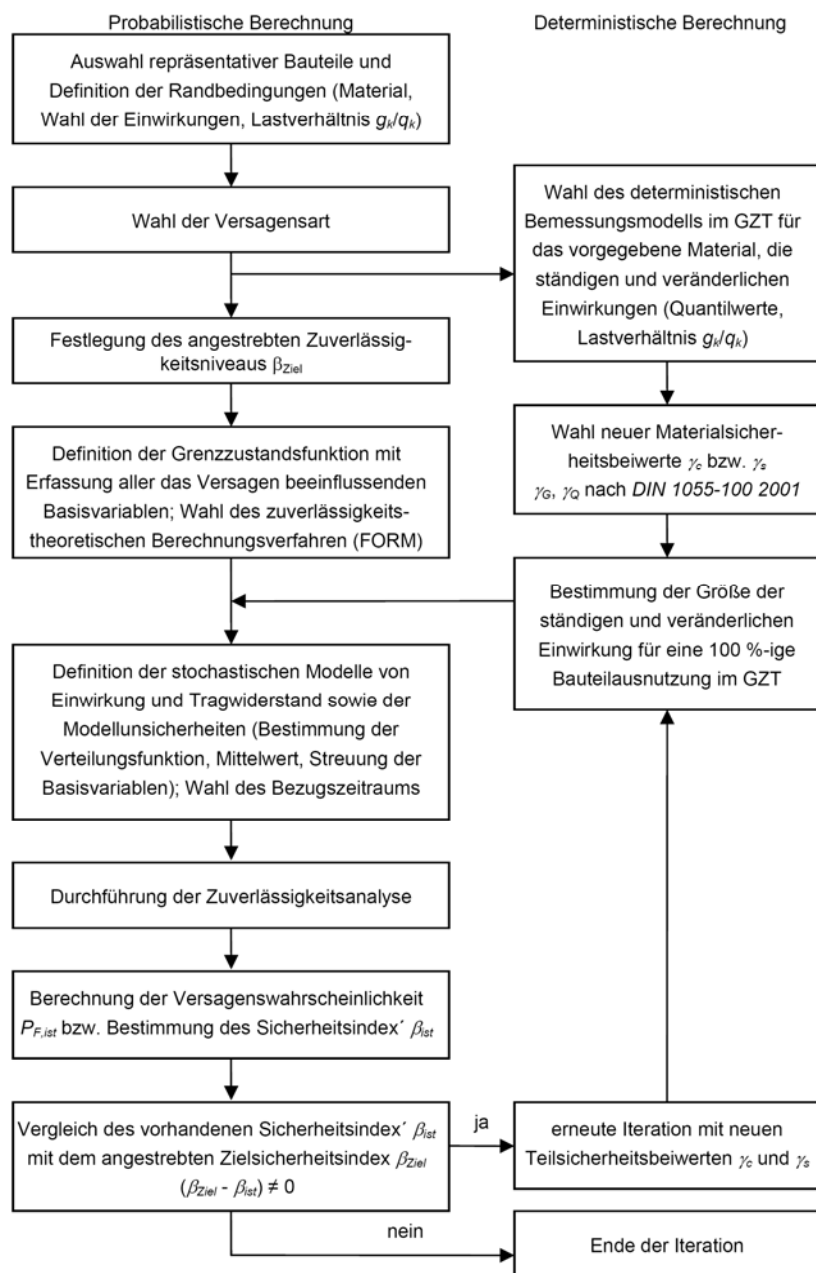 Probabilistische Berechnung
Deterministische Berechnung
Auswahl repräsentativer Bauteile und
Definition der Randbedingungen (Material,
Wahl der Einwirkungen, Lastverhältnis gk/qk)
Wahl der Versagensart
Wahl des deterministischen
Bemessungsmodells im GZT für
das vorgegebene Material, die
ständigen und veränderlichen
Einwirkungen (Quantilwerte,
Lastverhältnis gk/qk)
Festlegung des angestrebten Zuverlässig-
keitsniveaus βZiel
Wahl neuer Materialsicher-
heitsbeiwerte γc bzw. γs
γG, γQ nach DIN 1055-100 2001
Definition der Grenzzustandsfunktion mit
Erfassung aller das Versagen beeinflussenden
Basisvariablen; Wahl des zuverlässigkeits-
theoretischen Berechnungsverfahren (FORM)
Bestimmung der Größe der
ständigen und veränderlichen
Einwirkung für eine 100 %-ige
Bauteilausnutzung im GZT
Definition der stochastischen Modelle von
Einwirkung und Tragwiderstand sowie der
Modellunsicherheiten (Bestimmung der
Verteilungsfunktion, Mittelwert, Streuung der
Basisvariablen); Wahl des Bezugszeitraums
Durchführung der Zuverlässigkeitsanalyse
Berechnung der Versagenswahrscheinlichkeit
PF,ist bzw. Bestimmung des Sicherheitsindex´ βist
Vergleich des vorhandenen Sicherheitsindex´ βist
mit dem angestrebten Zielsicherheitsindex βZiel
(βZiel - βist) ≠ 0
ja
erneute Iteration mit neuen
Teilsicherheitsbeiwerten γc und γs
nein
Ende der Iteration